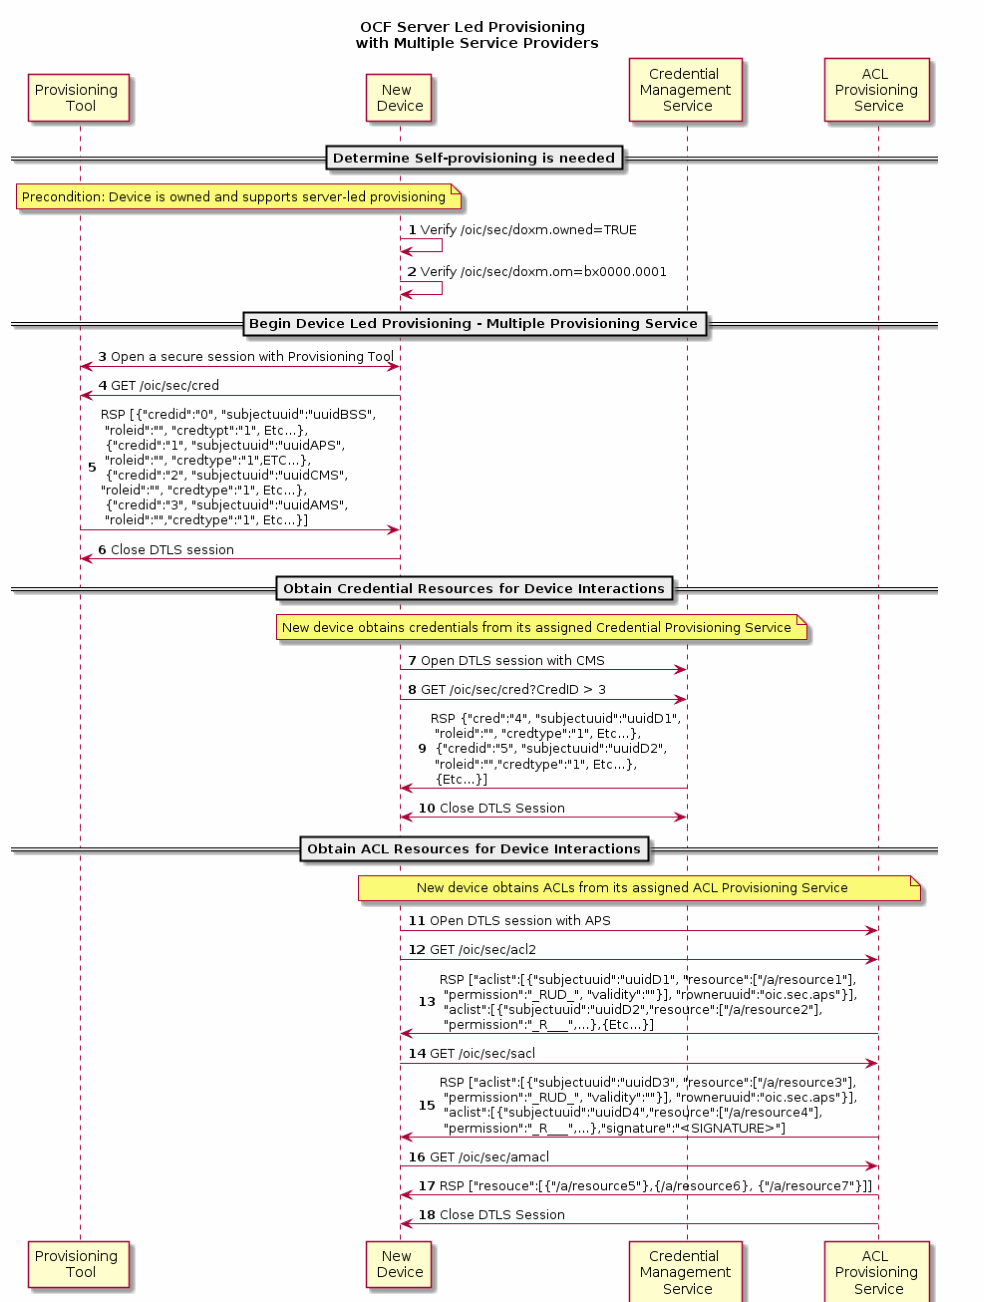 OCF Server Led Provisioning
with Multiple Service Providers
Provisioning
Tool
New
Device
Credential
Management
Service
ACL
Provisioning
Service
Determine Self-provisioning is needed
Precondition: Device is owned and supports server-led provisioning
1 Verify /oic/sec/doxm.owned=TRUE
2 Verify /oic/sec/doxm.om=bx0000.0001
Begin Device Led Provisioning - Multiple Provisioning Service
3 Open a secure session with Provisioning Tool
4 GET /oic/sec/cred
RSP [{"credid":"0", "subjectuuid":"uuidBSS",
"roleid":"", "credtypt":"1", Etc...},
{"credid":"1", "subjectuuid":"uuidAPS",
"roleid":"", "credtype":"1",ETC...},
5 {"credid":"2", "subjectuuid":"uuidCMS",
"roleid":"", "credtype":"1", Etc...},
{"credid":"3", "subjectuuid":"uuidAMS",
"roleid":"","credtype":"1", Etc...}]
6 Close DTLS session
Obtain Credential Resources for Device Interactions
New device obtains credentials from its assigned Credential Provisioning Service
7 Open DTLS session with CMS
8 GET /oic/sec/cred?CredID > 3
RSP {"cred":"4", "subjectuuid":"uuidD1",
"roleid":"", "credtype":"1", Etc...},
9 {"credid":"5", "subjectuuid":"uuidD2",
"roleid":"","credtype":"1", Etc...},
{Etc...}]
10 Close DTLS Session
Obtain ACL Resources for Device Interactions
New device obtains ACLs from its assigned ACL Provisioning Service
11 OPen DTLS session with APS
12 GET /oic/sec/acl2
RSP ["aclist":[{"subjectuuid":"uuidD1", "resource":["/a/resource1"],
"permission":"_RUD_", "validity":""}], "rowneruuid":"oic.sec.aps"}],
13 "aclist":[{"subjectuuid":"uuidD2","resource":["/a/resource2"],
"permission":"_R___",...},{Etc...}]
14 GET /oic/sec/sacl
RSP ["aclist":[{"subjectuuid":"uuidD3", "resource":["/a/resource3"],
"permission":"_RUD_", "validity":""}], "rowneruuid":"oic.sec.aps"}],
15 "aclist":[{"subjectuuid":"uuidD4","resource":["/a/resource4"],
"permission":"_R___",...},"signature":"<SIGNATURE>"]
16 GET /oic/sec/amacl
17 RSP ["resouce":[{"/a/resource5"},{/a/resource6}, {"/a/resource7"}]]
18 Close DTLS Session
Provisioning
Tool
New
Device
Credential
Management
Service
ACL
Provisioning
Service